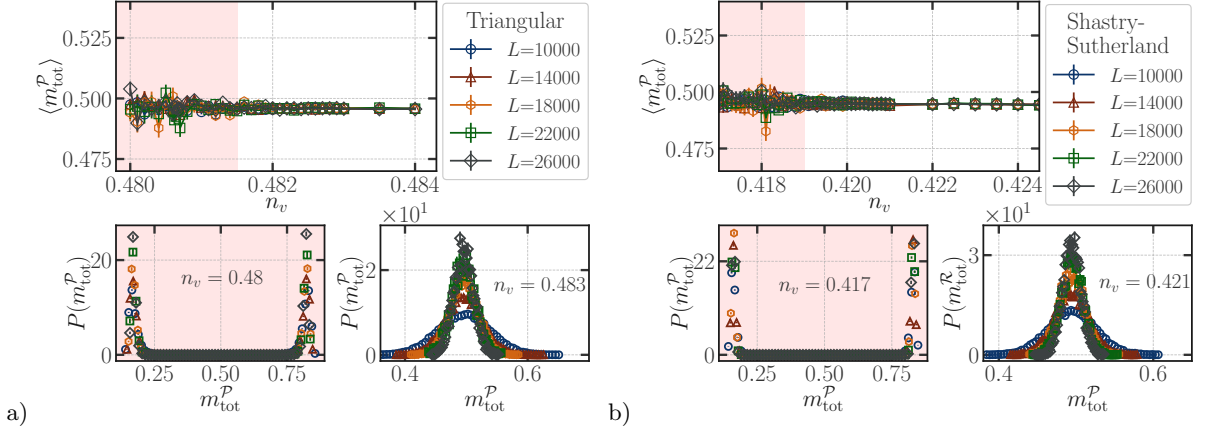 0.525
0.500
0.475
⟨m^𝒫_tot⟩
0.480
0.482
0.484
n_v
Triangular
L=10000
L=14000
L=18000
L=22000
L=26000
20
0
P(m^𝒫_tot)
n_v = 0.48
0.25
0.50
0.75
m^𝒫_tot
×10^1
2
0
P(m^𝒫_tot)
n_v = 0.483
0.4
0.6
m^𝒫_tot
a)
0.525
0.500
0.475
⟨m^𝒫_tot⟩
0.418
0.420
0.422
0.424
n_v
Shastry-
Sutherland
L=10000
L=14000
L=18000
L=22000
L=26000
22
0
P(m^𝒫_tot)
n_v = 0.417
0.25
0.50
0.75
m^𝒫_tot
×10^1
3
0
P(m^ℛ_tot)
n_v = 0.421
0.4
0.6
m^𝒫_tot
b)